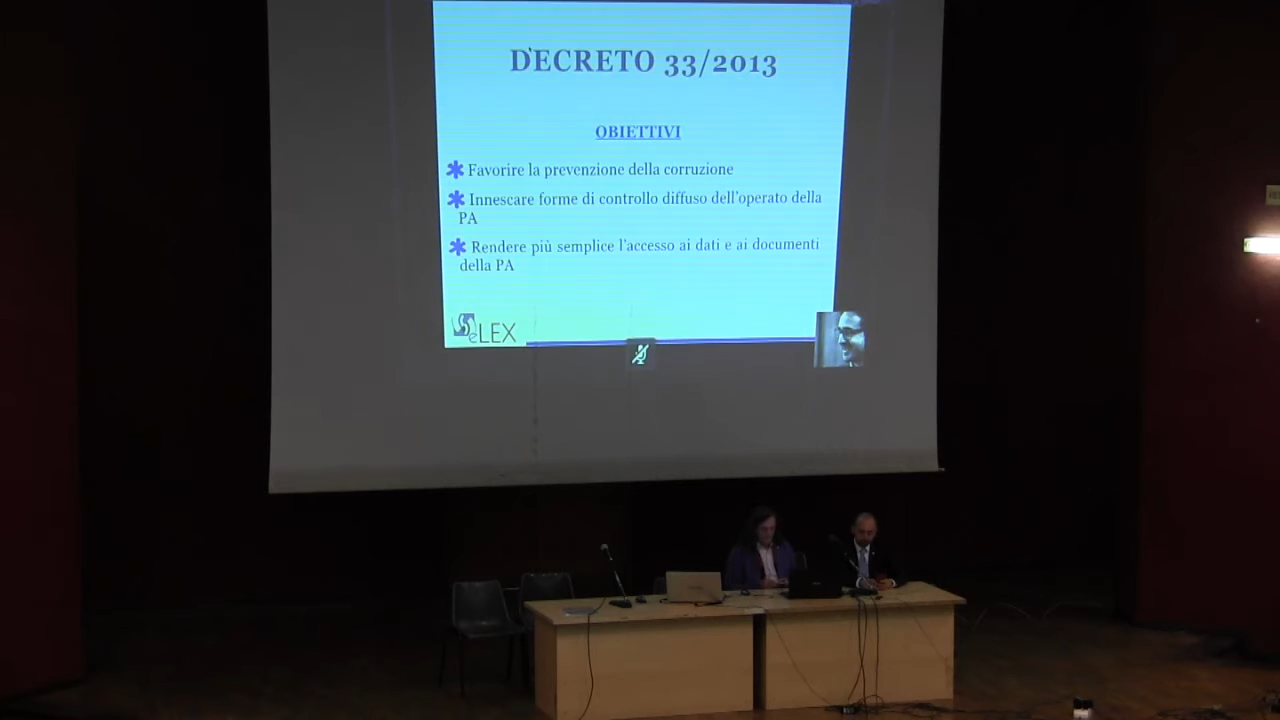 DECRETO 33/2013
OBIETTIVI
Favorire la prevenzione della corruzione
Innescare forme di controllo diffuso dell'operato della
PA
Rendere più semplice l'accesso ai dati e ai documenti
della PA
SeLEX